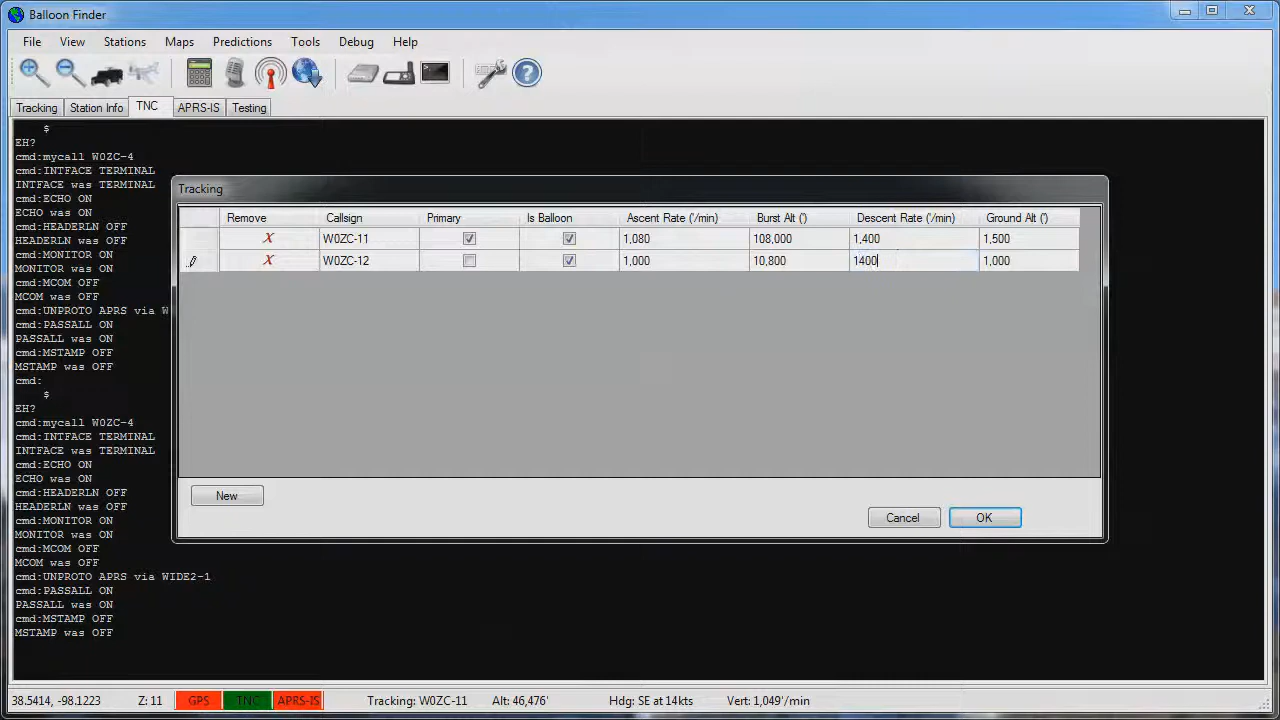 Balloon Finder
File View Stations Maps Predictions Tools Debug Help
Tracking Station Info TNC APRS-IS Testing
$
EH?
cmd:mycall W0ZC-4
cmd:INTFACE TERMINAL
INTFACE was TERMINAL
cmd:ECHO ON
ECHO was ON
cmd:HEADERLN OFF
HEADERLN was OFF
cmd:MONITOR ON
MONITOR was ON
cmd:MCOM OFF
MCOM was OFF
cmd:UNPROTO APRS via W
cmd:PASSALL ON
PASSALL was ON
cmd:MSTAMP OFF
MSTAMP was OFF
cmd:
$
EH?
cmd:mycall W0ZC-4
cmd:INTFACE TERMINAL
INTFACE was TERMINAL
cmd:ECHO ON
ECHO was ON
cmd:HEADERLN OFF
HEADERLN was OFF
cmd:MONITOR ON
MONITOR was ON
cmd:MCOM OFF
MCOM was OFF
cmd:UNPROTO APRS via WIDE2-1
cmd:PASSALL ON
PASSALL was ON
cmd:MSTAMP OFF
MSTAMP was OFF
Tracking
Remove Callsign Primary Is Balloon Ascent Rate ('/min) Burst Alt (') Descent Rate ('/min) Ground Alt (')
X W0ZC-11 1,080 108,000 1,400 1,500
X W0ZC-12 1,000 10,800 1400 1,000
New
Cancel OK
38.5414, -98.1223 Z: 11 GPS TNC APRS-IS Tracking: W0ZC-11 Alt: 46,476' Hdg: SE at 14kts Vert: 1,049'/min